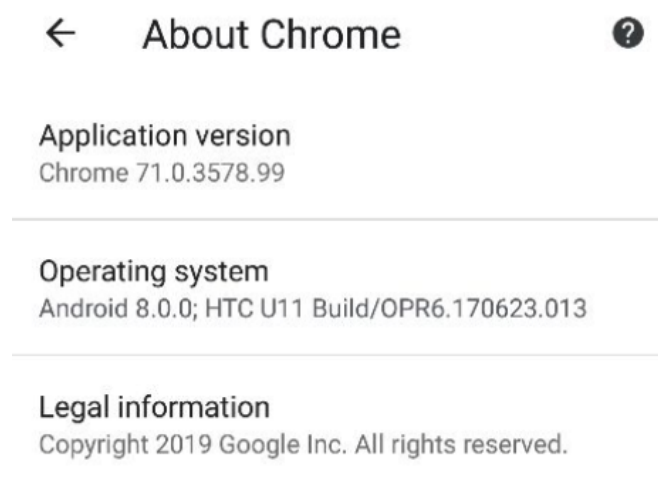 About Chrome
Application version
Chrome 71.0.3578.99
Operating system
Android 8.0.0; HTC U11 Build/OPR6.170623.013
Legal information
Copyright 2019 Google Inc. All rights reserved.